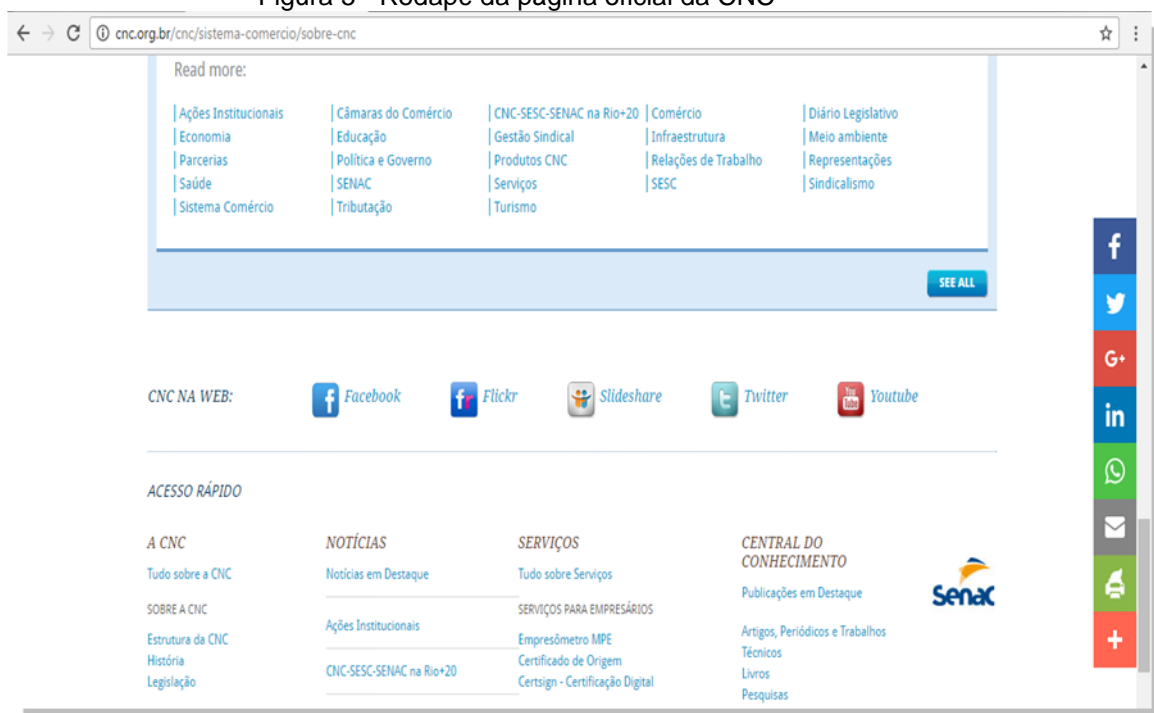 Figura 3 - Rodapé da página oficial da CNC
cnc.org.br/cnc/sistema-comercio/sobre-cnc
Read more:
Ações Institucionais Câmaras do Comércio CNC-SESC-SENAC na Rio+20 Comércio Diário Legislativo
Economia Educação Gestão Sindical Infraestrutura Meio ambiente
Parcerias Política e Governo Produtos CNC Relações de Trabalho Representações
Saúde SENAC Serviços SESC Sindicalismo
Sistema Comércio Tributação Turismo
SEE ALL
CNC NA WEB: Facebook Flickr Slideshare Twitter Youtube
ACESSO RÁPIDO
A CNC
Tudo sobre a CNC
SOBRE A CNC
Estrutura da CNC
História
Legislação
NOTÍCIAS
Notícias em Destaque
Ações Institucionais
CNC-SESC-SENAC na Rio+20
SERVIÇOS
Tudo sobre Serviços
SERVIÇOS PARA EMPRESÁRIOS
Empresômetro MPE
Certificado de Origem
Certsign - Certificação Digital
CENTRAL DO
CONHECIMENTO
Publicações em Destaque
Artigos, Periódicos e Trabalhos
Técnicos
Livros
Pesquisas
Senac
G+
in